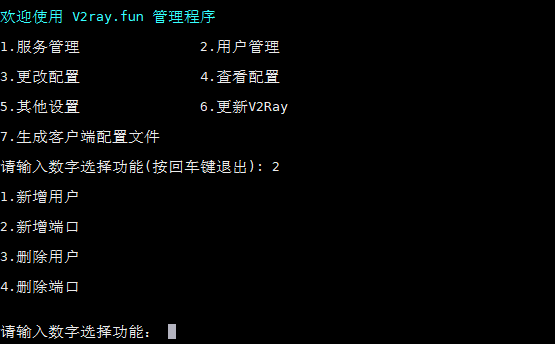 欢迎使用 V2ray.fun 管理程序
1.服务管理 2.用户管理
3.更改配置 4.查看配置
5.其他设置 6.更新V2Ray
7.生成客户端配置文件
请输入数字选择功能(按回车键退出): 2
1.新增用户
2.新增端口
3.删除用户
4.删除端口
请输入数字选择功能：